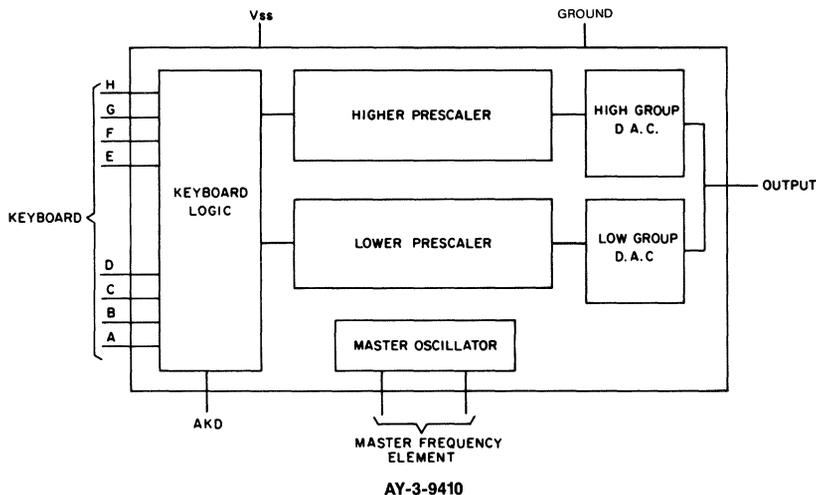 Vss
GROUND
H
G
F
E
KEYBOARD
D
C
B
A
KEYBOARD
LOGIC
HIGHER PRESCALER
HIGH GROUP
D A.C.
OUTPUT
LOWER PRESCALER
LOW GROUP
D.A.C
MASTER OSCILLATOR
AKD
MASTER FREQUENCY
ELEMENT
AY-3-9410